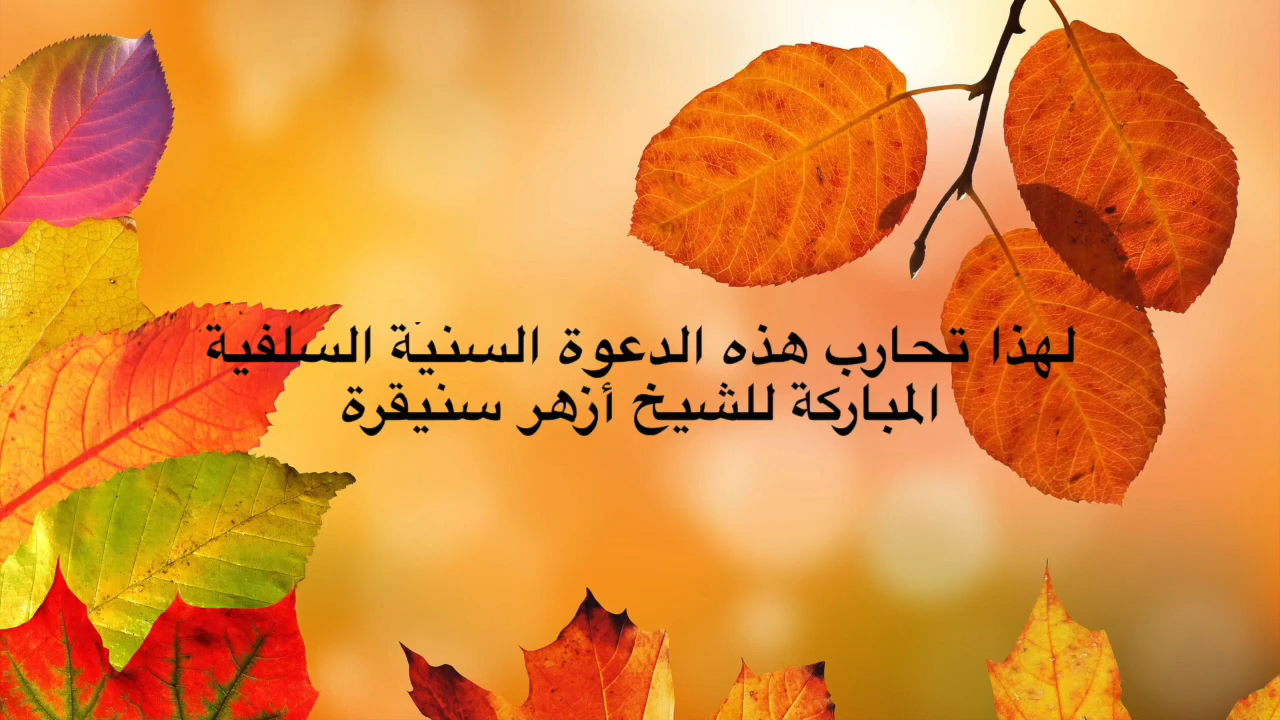 لهذا تحارب هذه الدعوة السنيّة السلفية
المباركة للشيخ أزهر سنيقرة